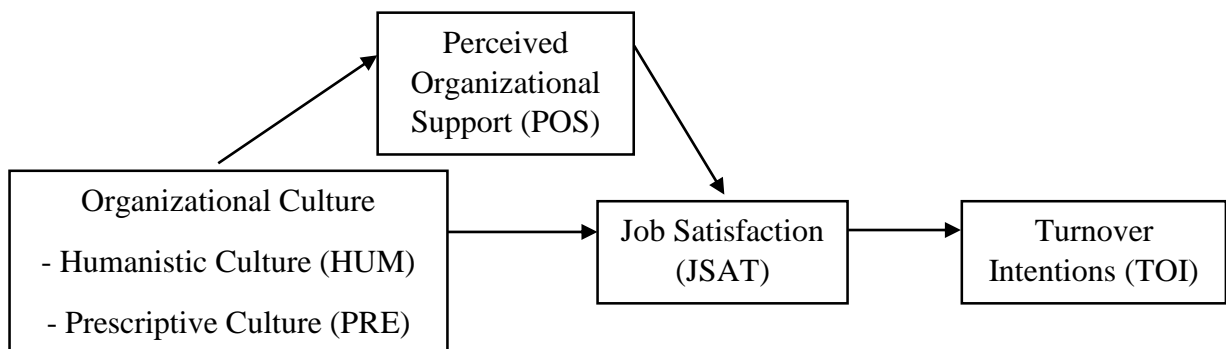 Perceived
Organizational
Support (POS)
Organizational Culture
- Humanistic Culture (HUM)
- Prescriptive Culture (PRE)
Job Satisfaction
(JSAT)
Turnover
Intentions (TOI)